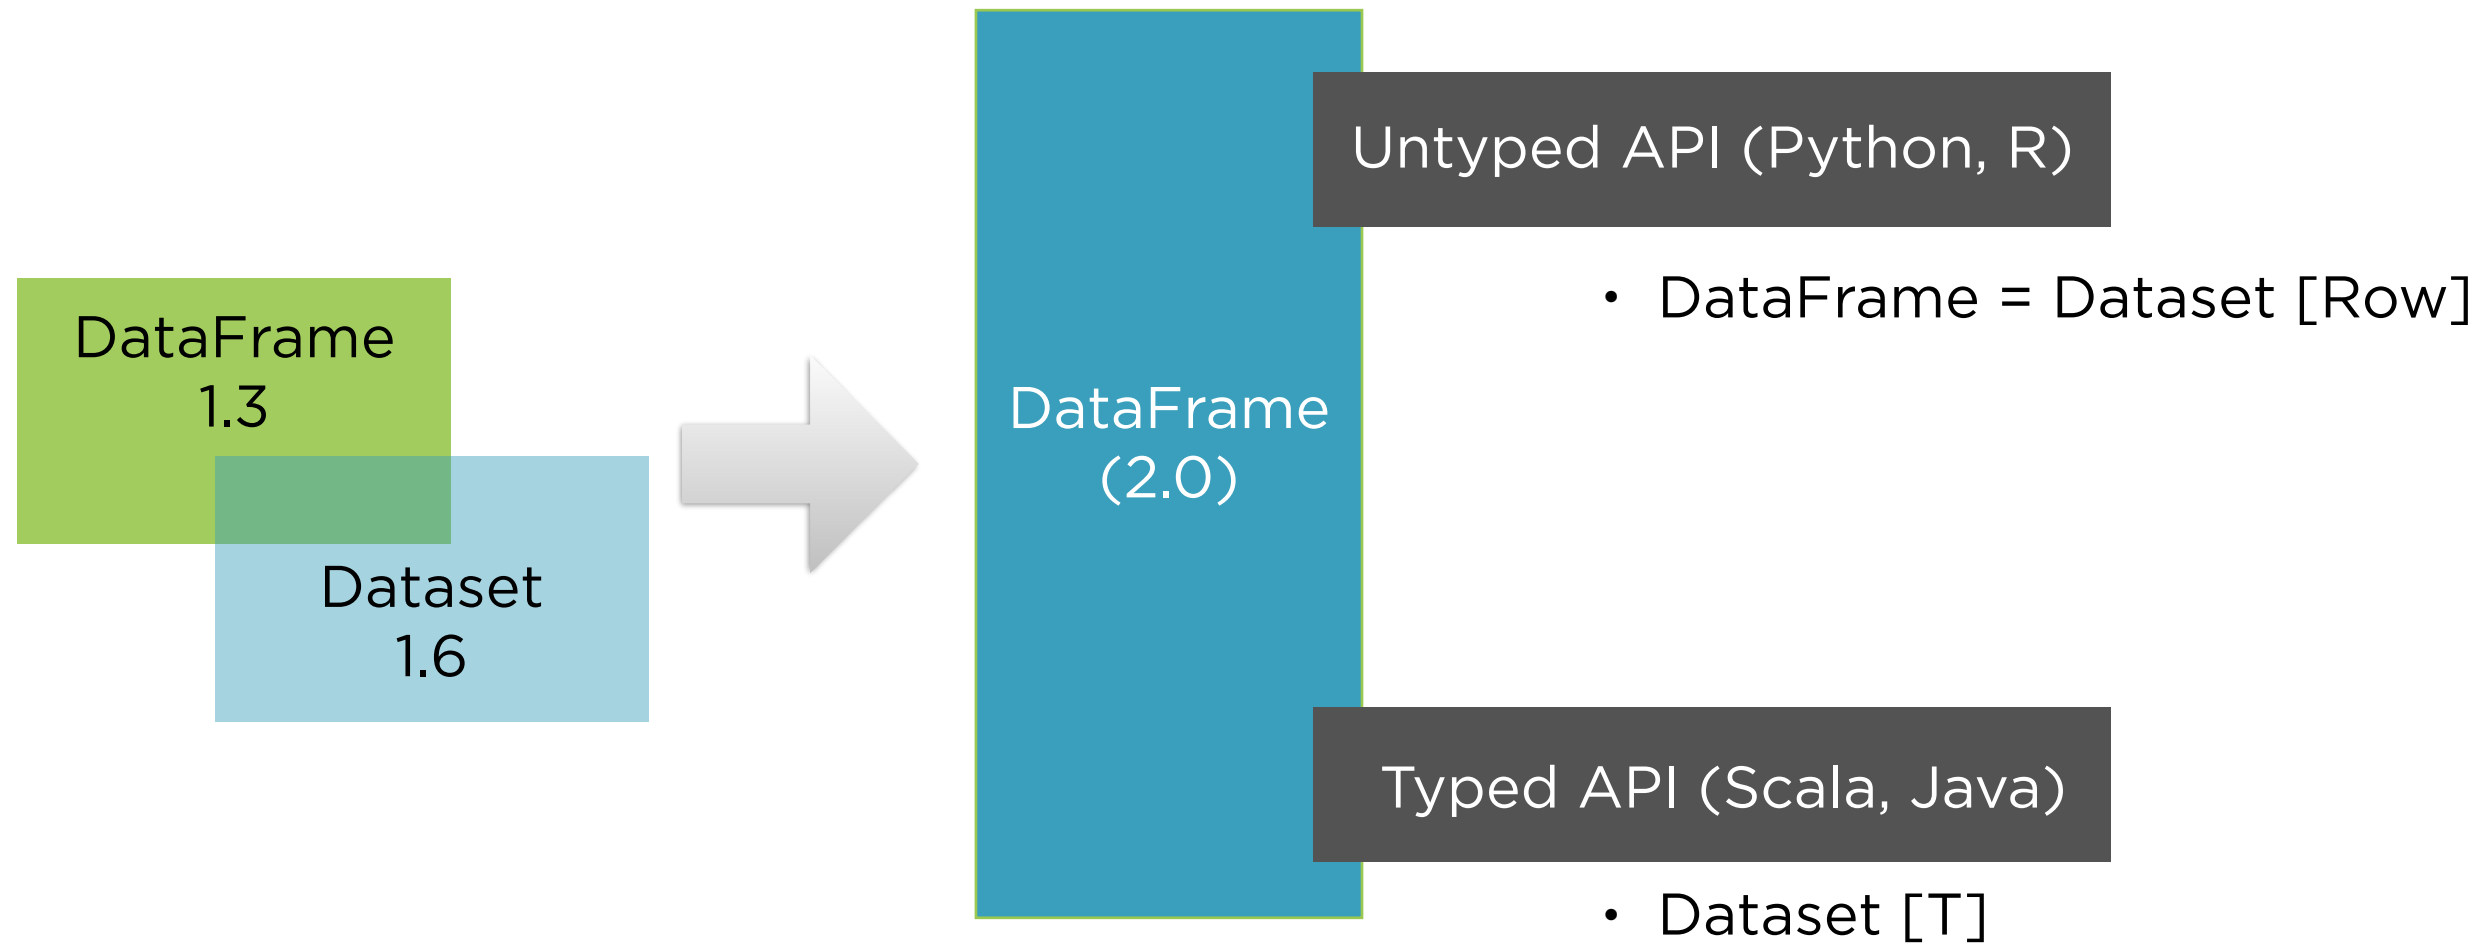 DataFrame
1.3
Dataset
1.6
DataFrame
(2.0)
Untyped API (Python, R)
• DataFrame = Dataset [Row]
Typed API (Scala, Java)
• Dataset [T]